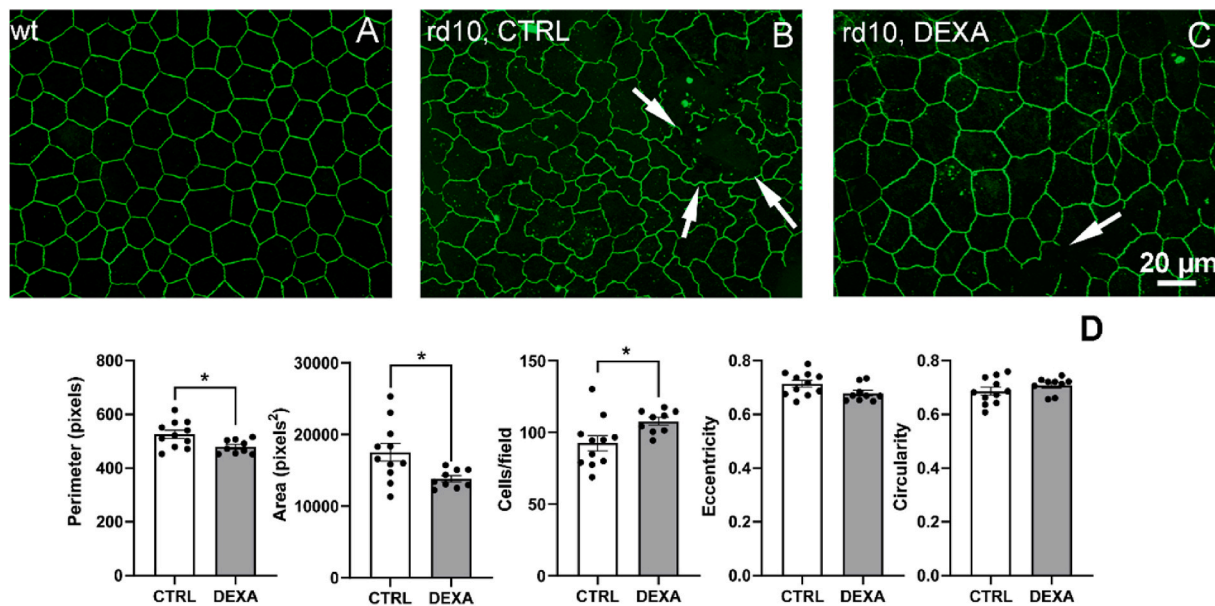 wt
A
rd10, CTRL
B
rd10, DEXA
C
20 µm
D
Perimeter (pixels)
800
600
400
200
0
*
CTRL
DEXA
Area (pixels²)
30000
20000
10000
0
*
CTRL
DEXA
Cells/field
150
100
50
0
*
CTRL
DEXA
Eccentricity
0.8
0.6
0.4
0.2
0.0
CTRL
DEXA
Circularity
0.8
0.6
0.4
0.2
0.0
CTRL
DEXA